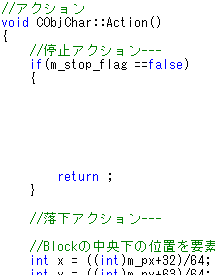 //アクション
void CObjChar::Action()
{
//停止アクション---
if(m_stop_flag ==false)
{
return ;
}
//落下アクション---
//Blockの中央下の位置を要素
int x = ((int)m_px+32)/64;
int y = ((int)m_py+63)/64;